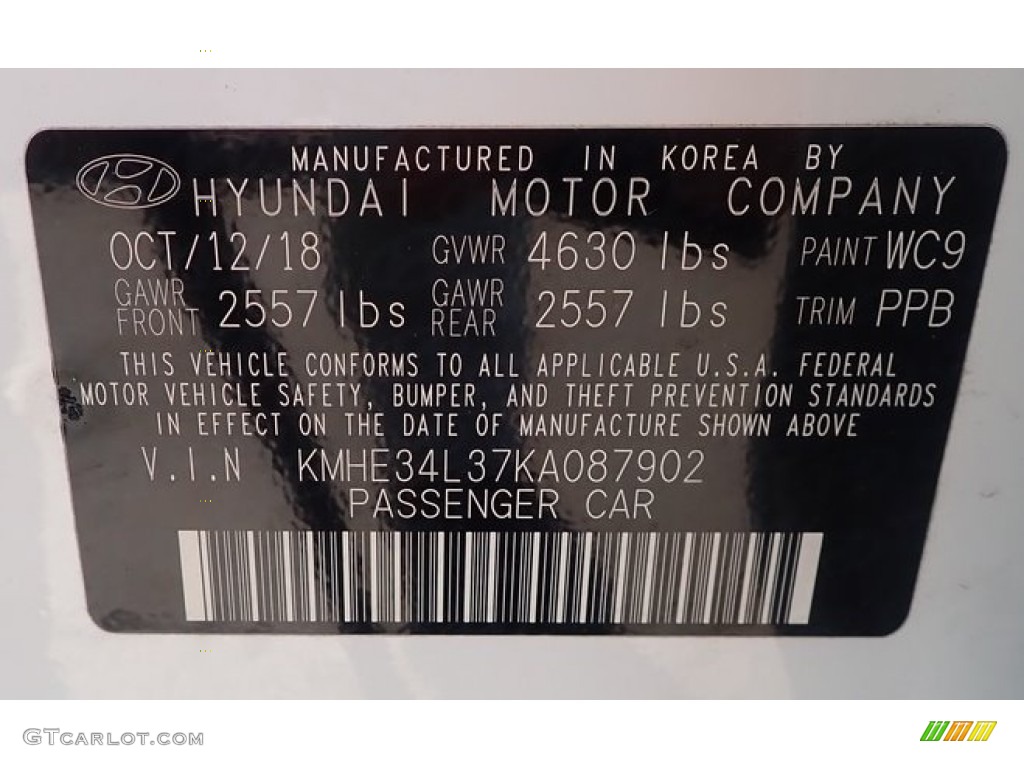 MANUFACTURED IN KOREA BY
HYUNDAI MOTOR COMPANY
OCT/12/18 GVWR 4630 lbs PAINT WC9
GAWR FRONT 2557 lbs GAWR REAR 2557 lbs TRIM PPB
THIS VEHICLE CONFORMS TO ALL APPLICABLE U.S.A. FEDERAL
MOTOR VEHICLE SAFETY, BUMPER, AND THEFT PREVENTION STANDARDS
IN EFFECT ON THE DATE OF MANUFACTURE SHOWN ABOVE
V.I.N KMHE34L37KA087902
PASSENGER CAR
GTCARLOT.COM